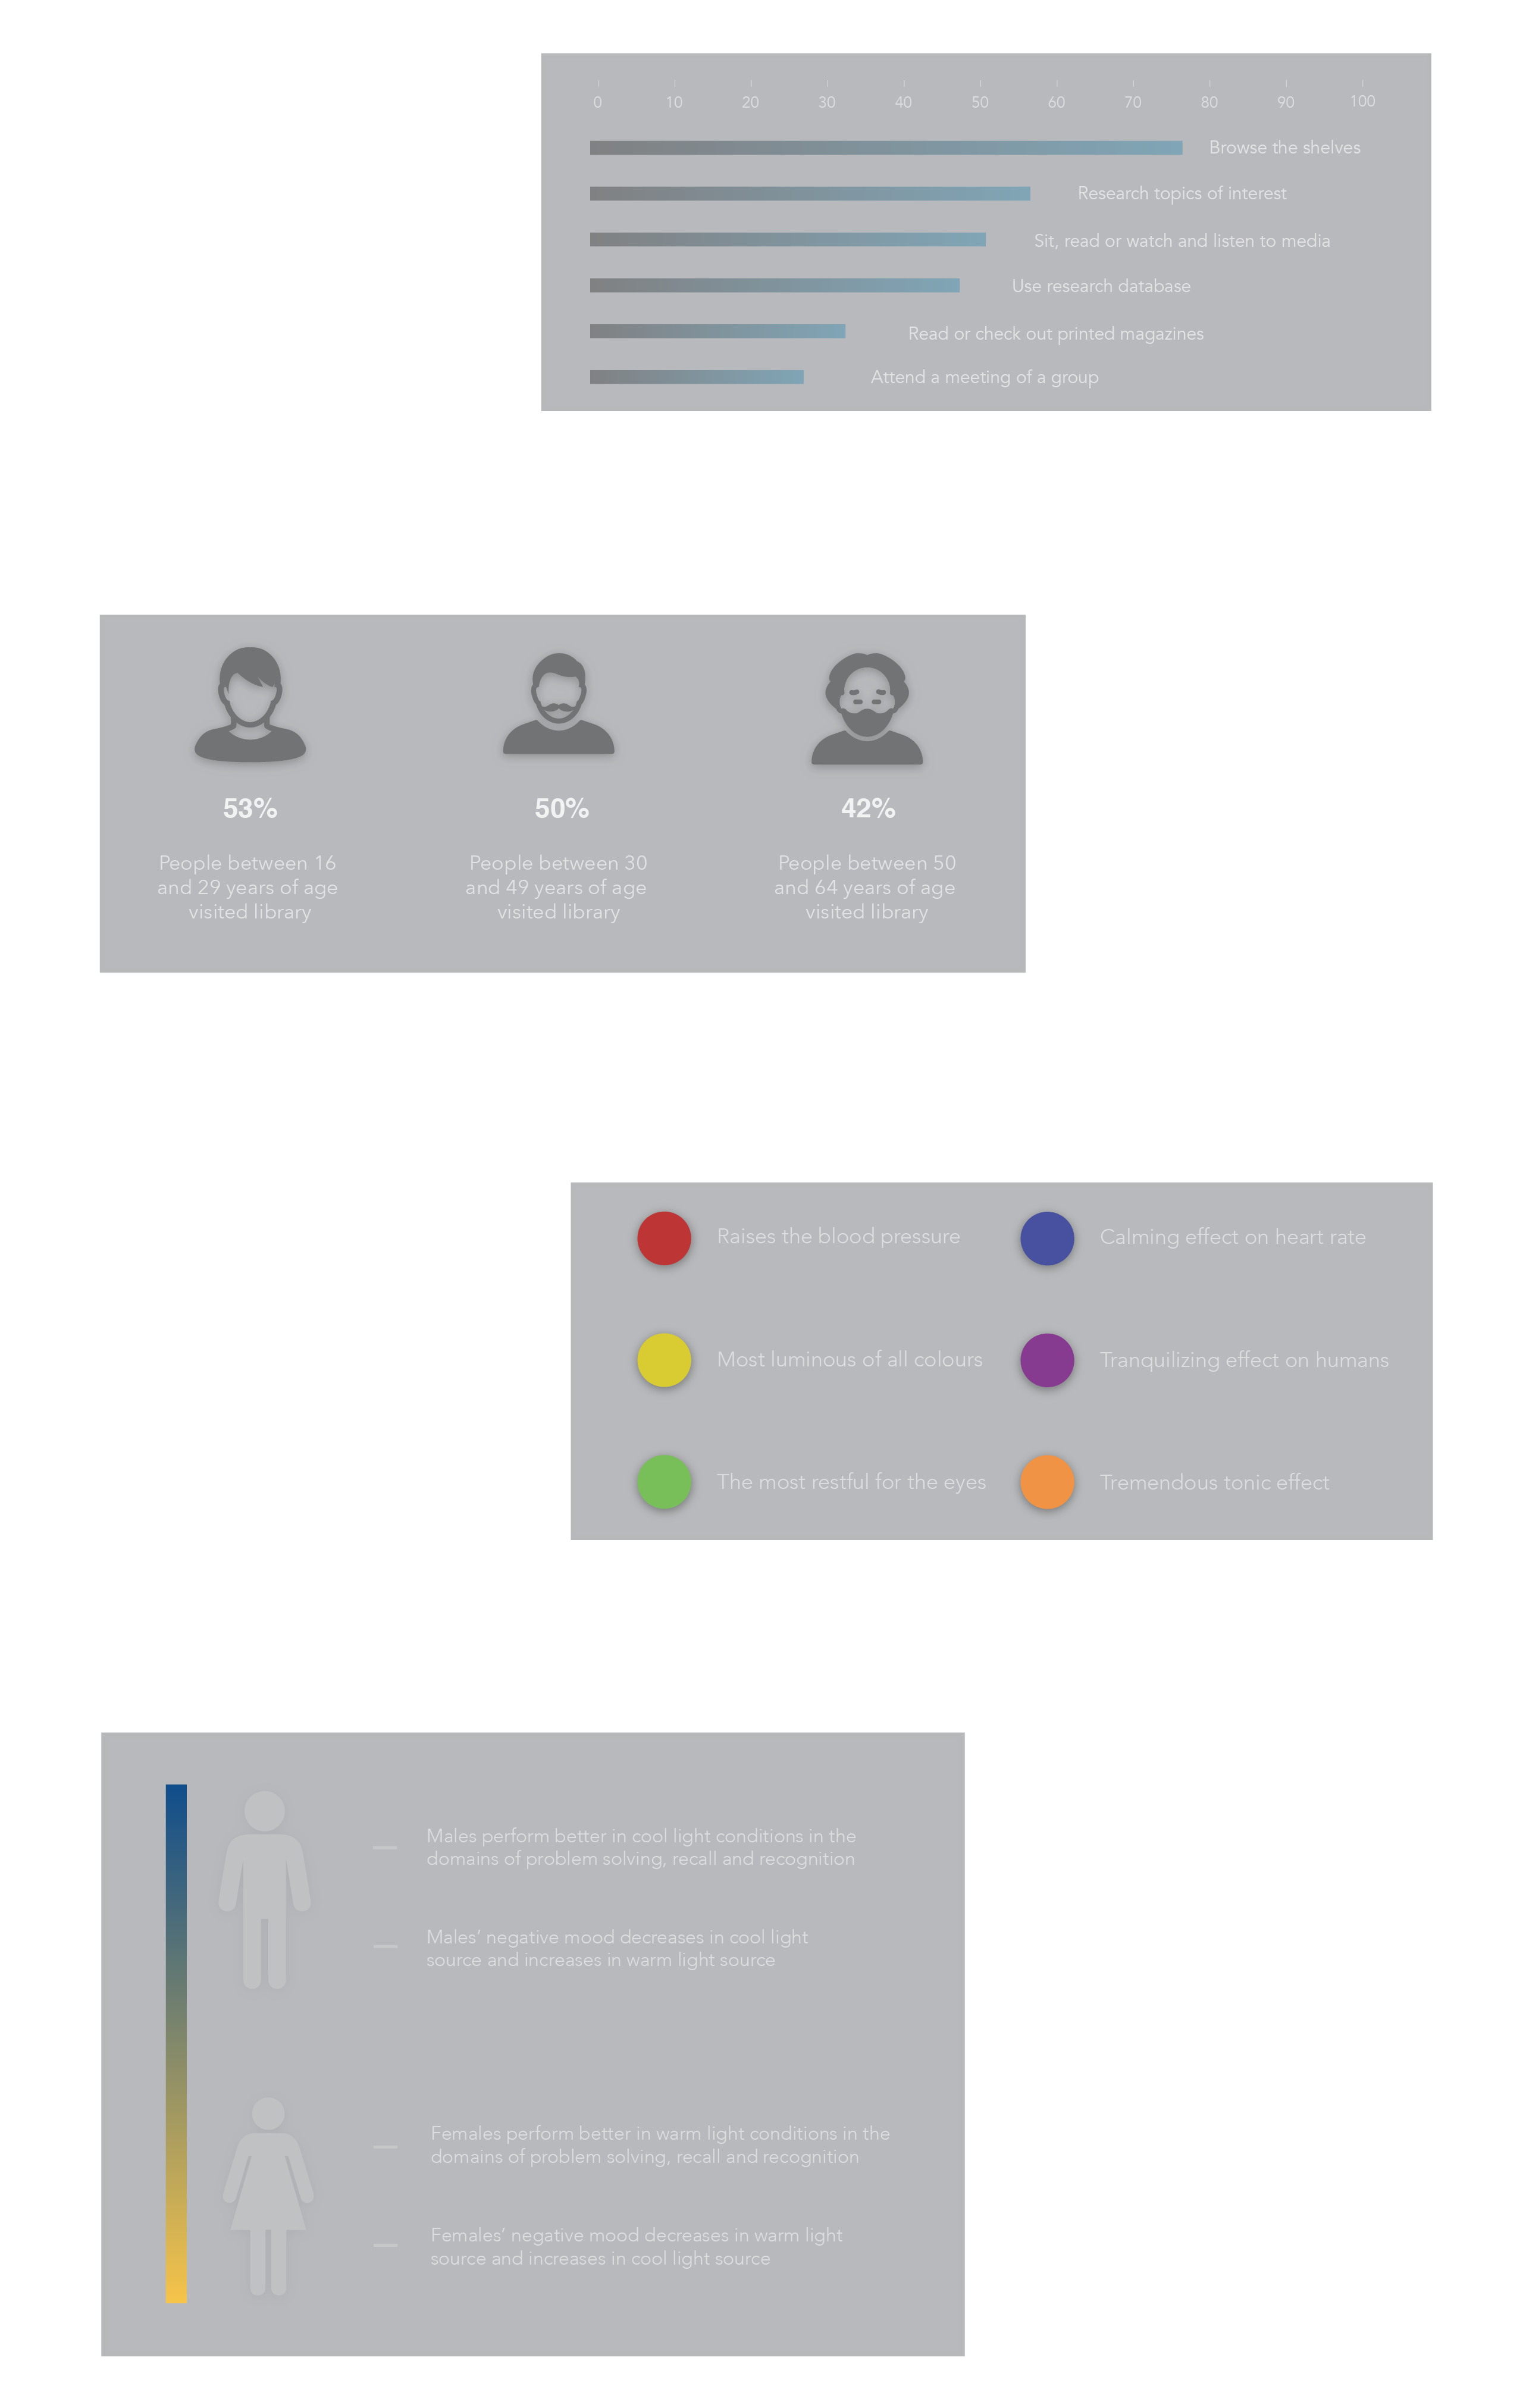 0 10 20 30 40 50 60 70 80 90 100
Browse the shelves
Research topics of interest
Sit, read or watch and listen to media
Use research database
Read or check out printed magazines
Attend a meeting of a group
53%
People between 16
and 29 years of age
visited library
50%
People between 30
and 49 years of age
visited library
42%
People between 50
and 64 years of age
visited library
Raises the blood pressure
Calming effect on heart rate
Most luminous of all colours
Tranquilizing effect on humans
The most restful for the eyes
Tremendous tonic effect
Males perform better in cool light conditions in the
domains of problem solving, recall and recognition
Males’ negative mood decreases in cool light
source and increases in warm light source
Females perform better in warm light conditions in the
domains of problem solving, recall and recognition
Females’ negative mood decreases in warm light
source and increases in cool light source